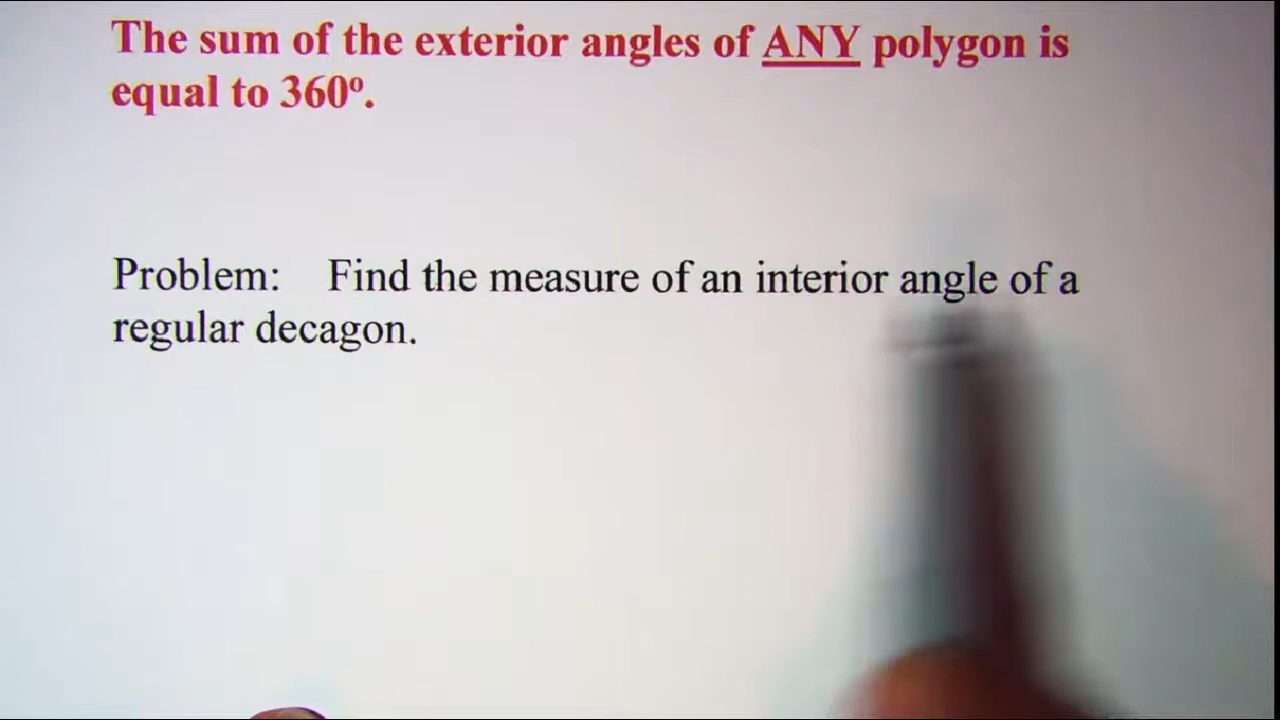 The sum of the exterior angles of ANY polygon is
equal to 360º.
Problem: Find the measure of an interior angle of a
regular decagon.